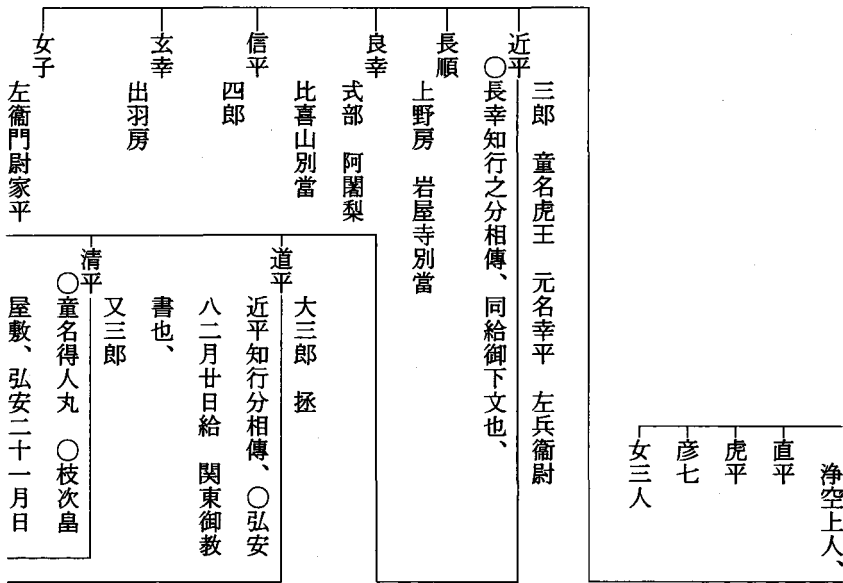 浄空上人、
直平
虎平
彦七
女三人
近平
三郎　童名虎王　元名幸平　左兵衞尉
〇長幸知行之分相傳、同給御下文也、
長順
上野房　岩屋寺別當
良幸
式部　阿闍梨
比喜山別當
信平
四郎
玄幸
出羽房
女子
左衞門尉家平
道平
大三郎　拯
近平知行分相傳、〇弘安
八二月廿日給　関東御教
書也、
清平
又三郎
〇童名得人丸　〇枝次畠
屋敷、弘安二十一月日